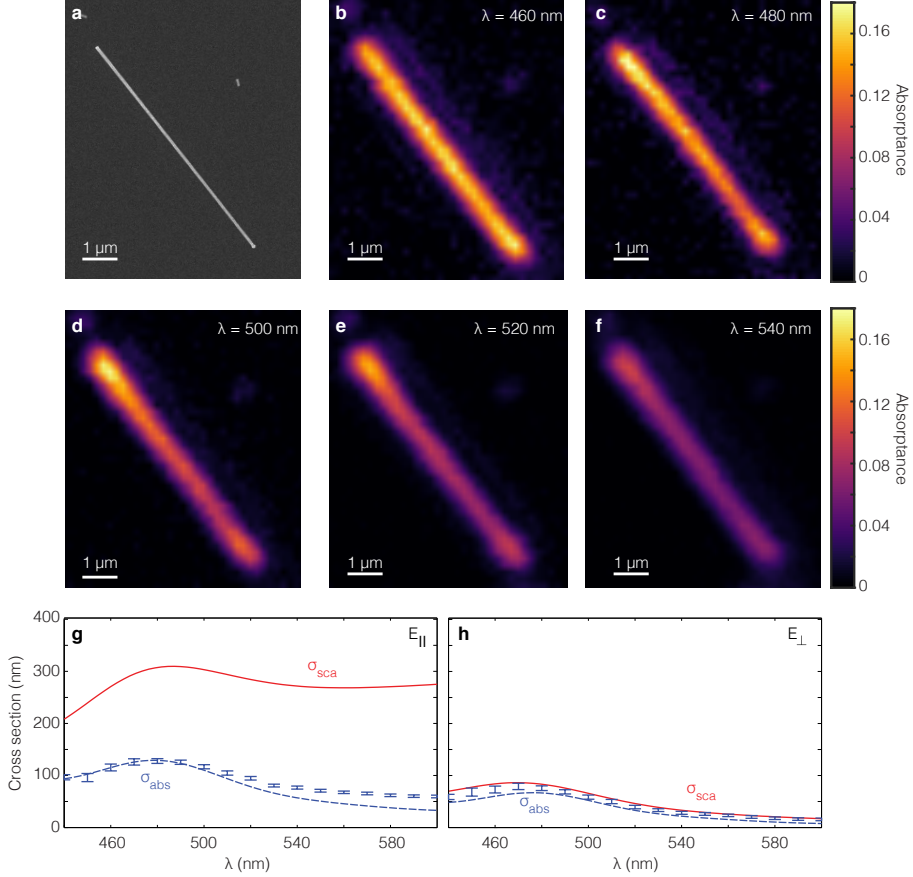 a
1 μm
b
λ = 460 nm
1 μm
c
λ = 480 nm
1 μm
0.16
0.12
0.08
0.04
0
Absorptance
d
λ = 500 nm
1 μm
e
λ = 520 nm
1 μm
f
λ = 540 nm
1 μm
0.16
0.12
0.08
0.04
0
Absorptance
g
E||
σsca
σabs
400
300
200
100
0
Cross section (nm)
460
500
540
580
λ (nm)
h
E⊥
σsca
σabs
460
500
540
580
λ (nm)